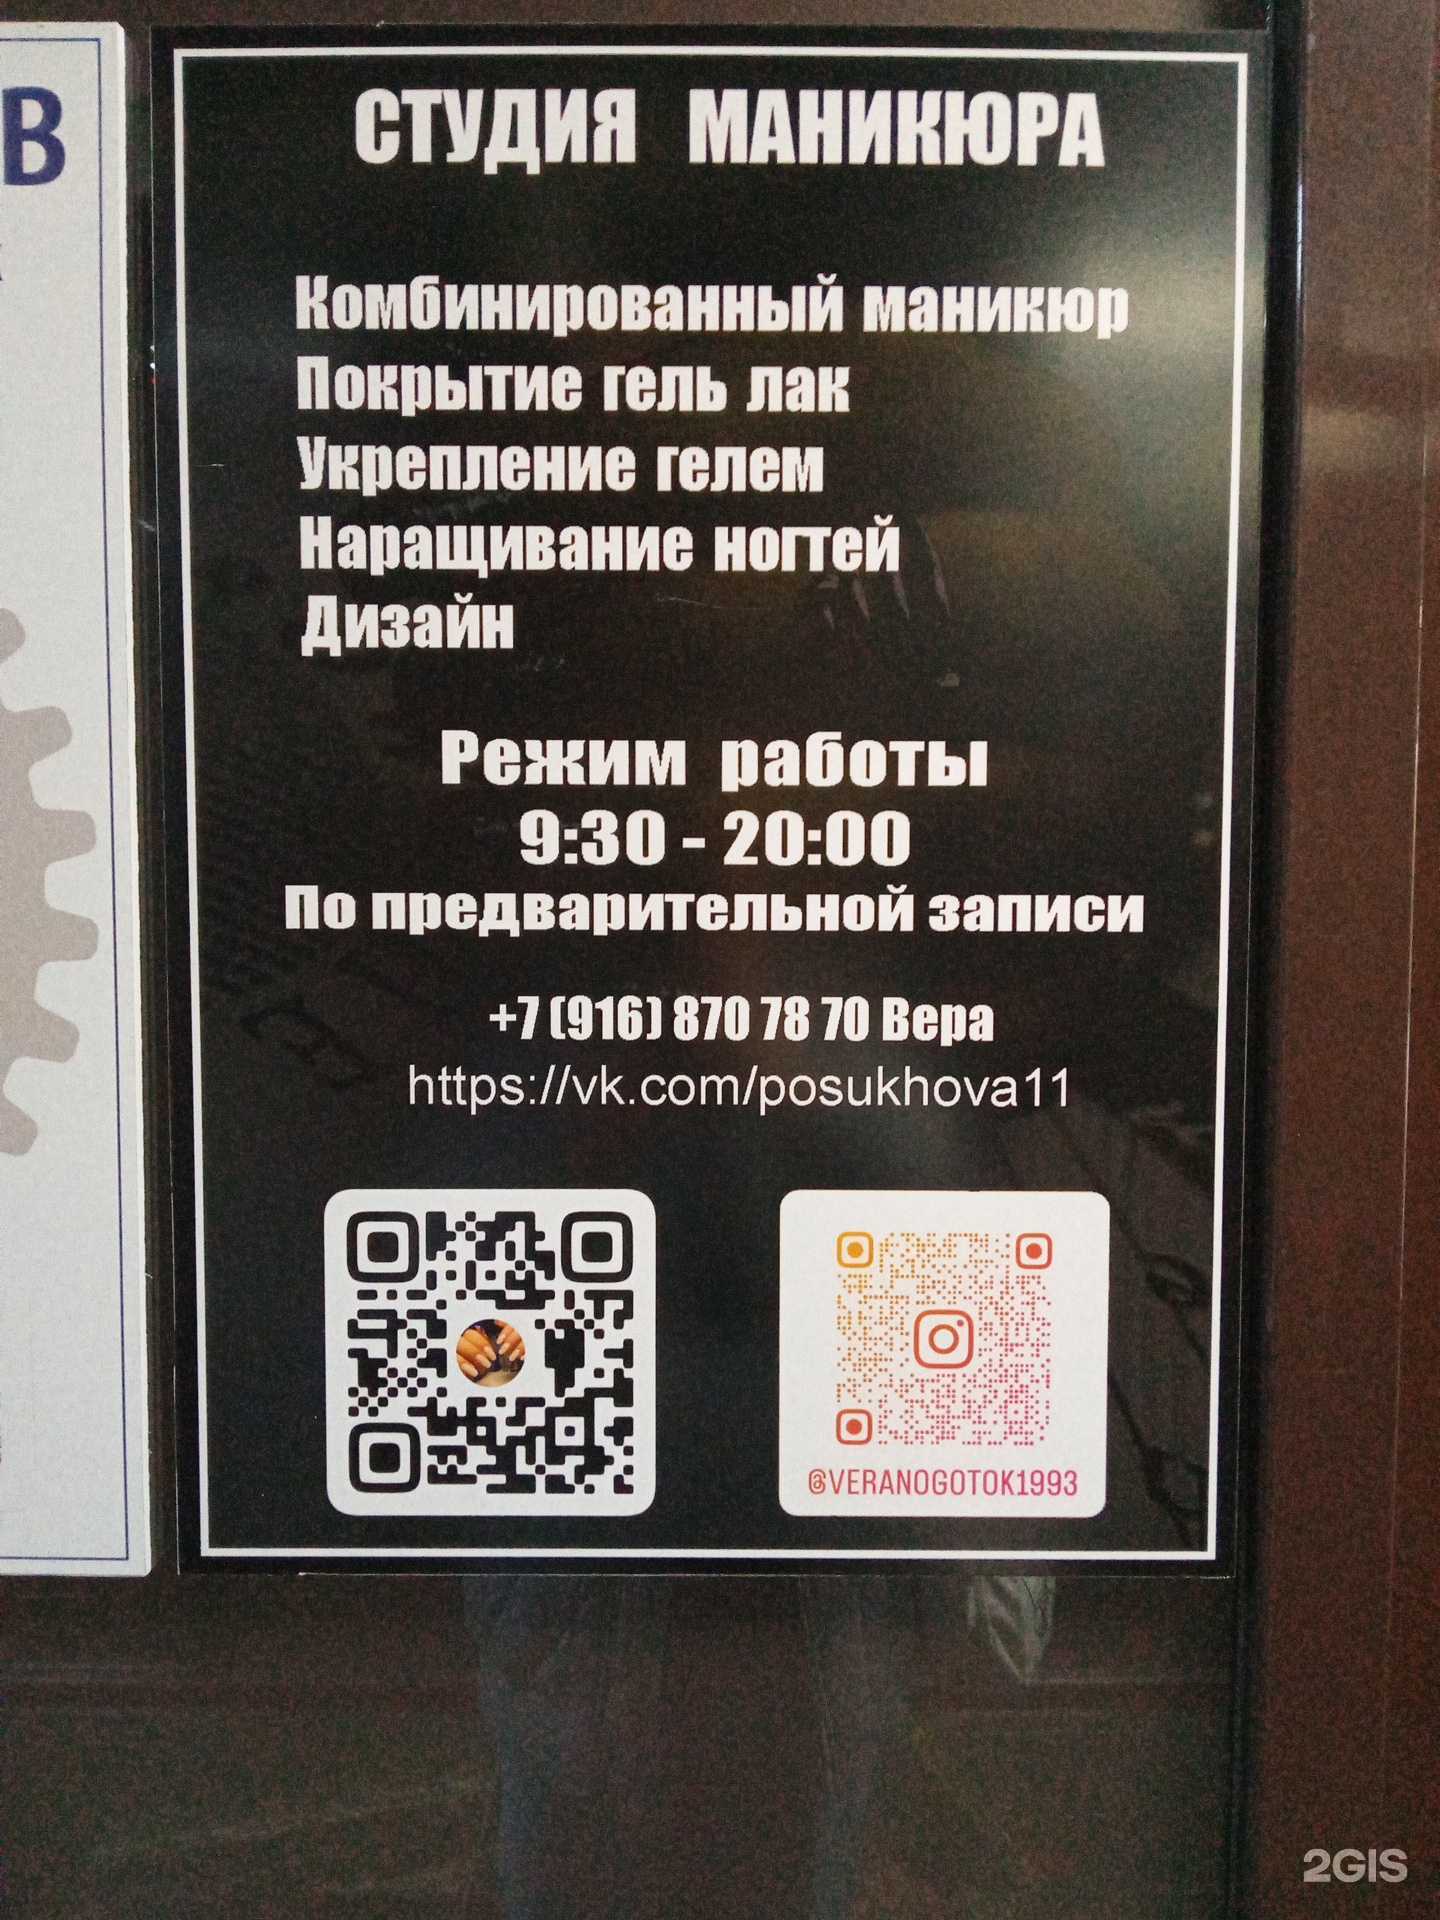 В
СТУДИЯ МАНИКЮРА
Комбинированный маникюр
Покрытие гель лак
Укрепление гелем
Наращивание ногтей
Дизайн
Режим работы
9:30 - 20:00
По предварительной записи
+7 (916) 870 78 70 Вера
https://vk.com/posukhova11
@VERANOGOTOK1993
2GIS